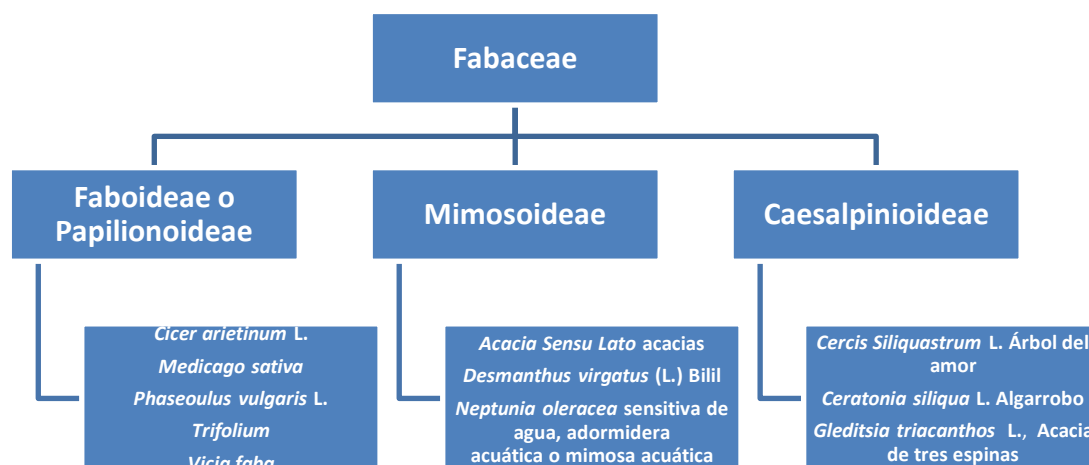 Fabaceae
Faboideae o
Papilionoideae
Mimosoideae
Caesalpinioideae
Cicer arietinum L.
Medicago sativa
Phaseoulus vulgaris L.
Trifolium
Vicia faba
Acacia Sensu Lato acacias
Desmanthus virgatus (L.) Bilil
Neptunia oleracea sensitiva de
agua, adormidera
acuática o mimosa acuática
Cercis Siliquastrum L. Árbol del
amor
Ceratonia siliqua L. Algarrobo
Gleditsia triacanthos L., Acacia
de tres espinas